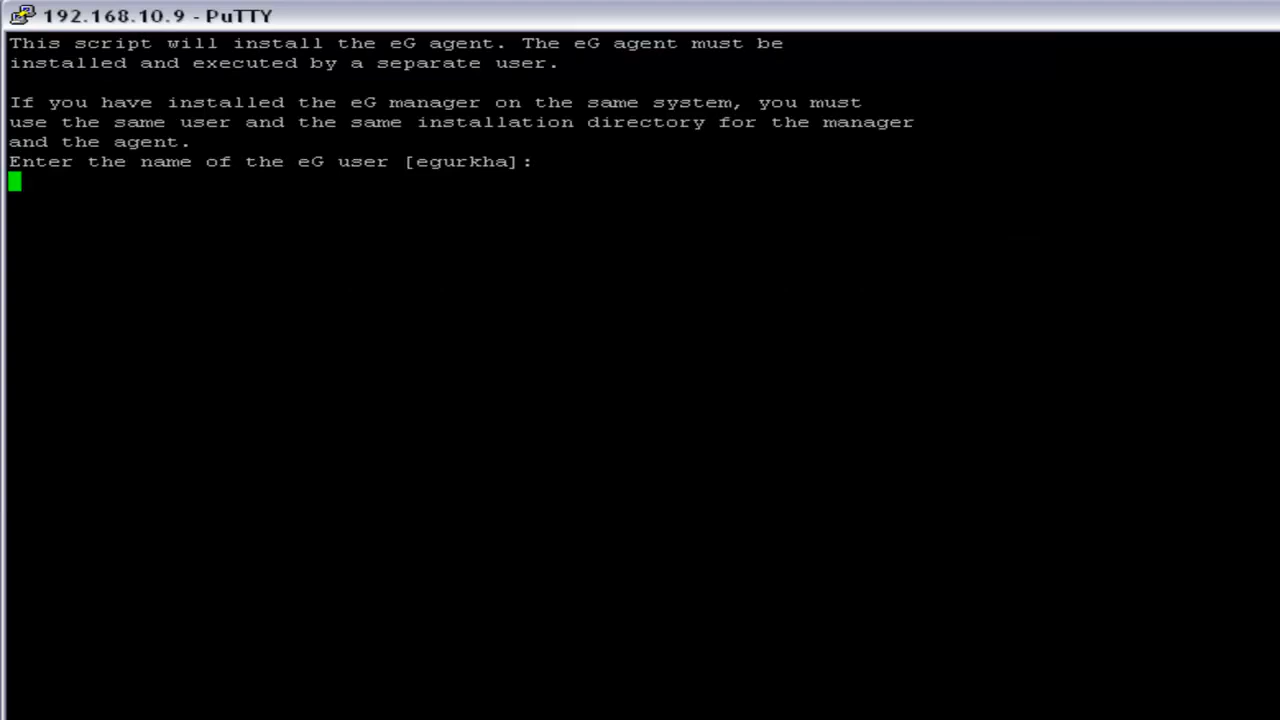 192.168.10.9 - PuTTY
This script will install the eG agent. The eG agent must be
installed and executed by a separate user.
If you have installed the eG manager on the same system, you must
use the same user and the same installation directory for the manager
and the agent.
Enter the name of the eG user [egurkha]: